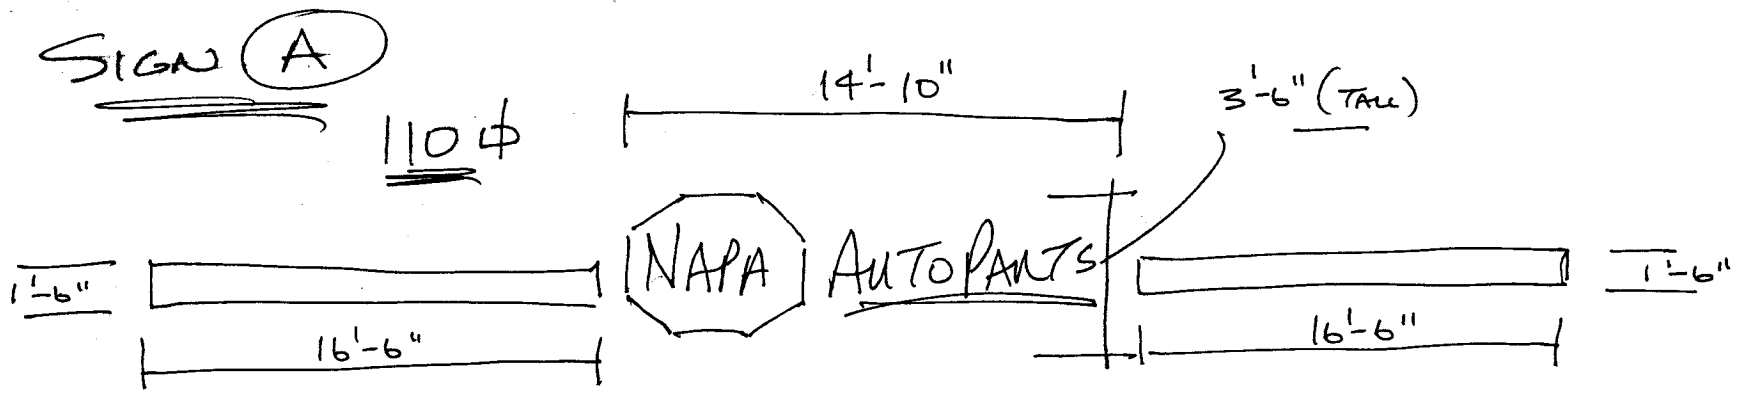 SIGN A
110 ⏀
14'-10"
3'-6" (TALL)
NAPA AUTOPARTS
1'-6"
1'-6"
16'-6"
16'-6"